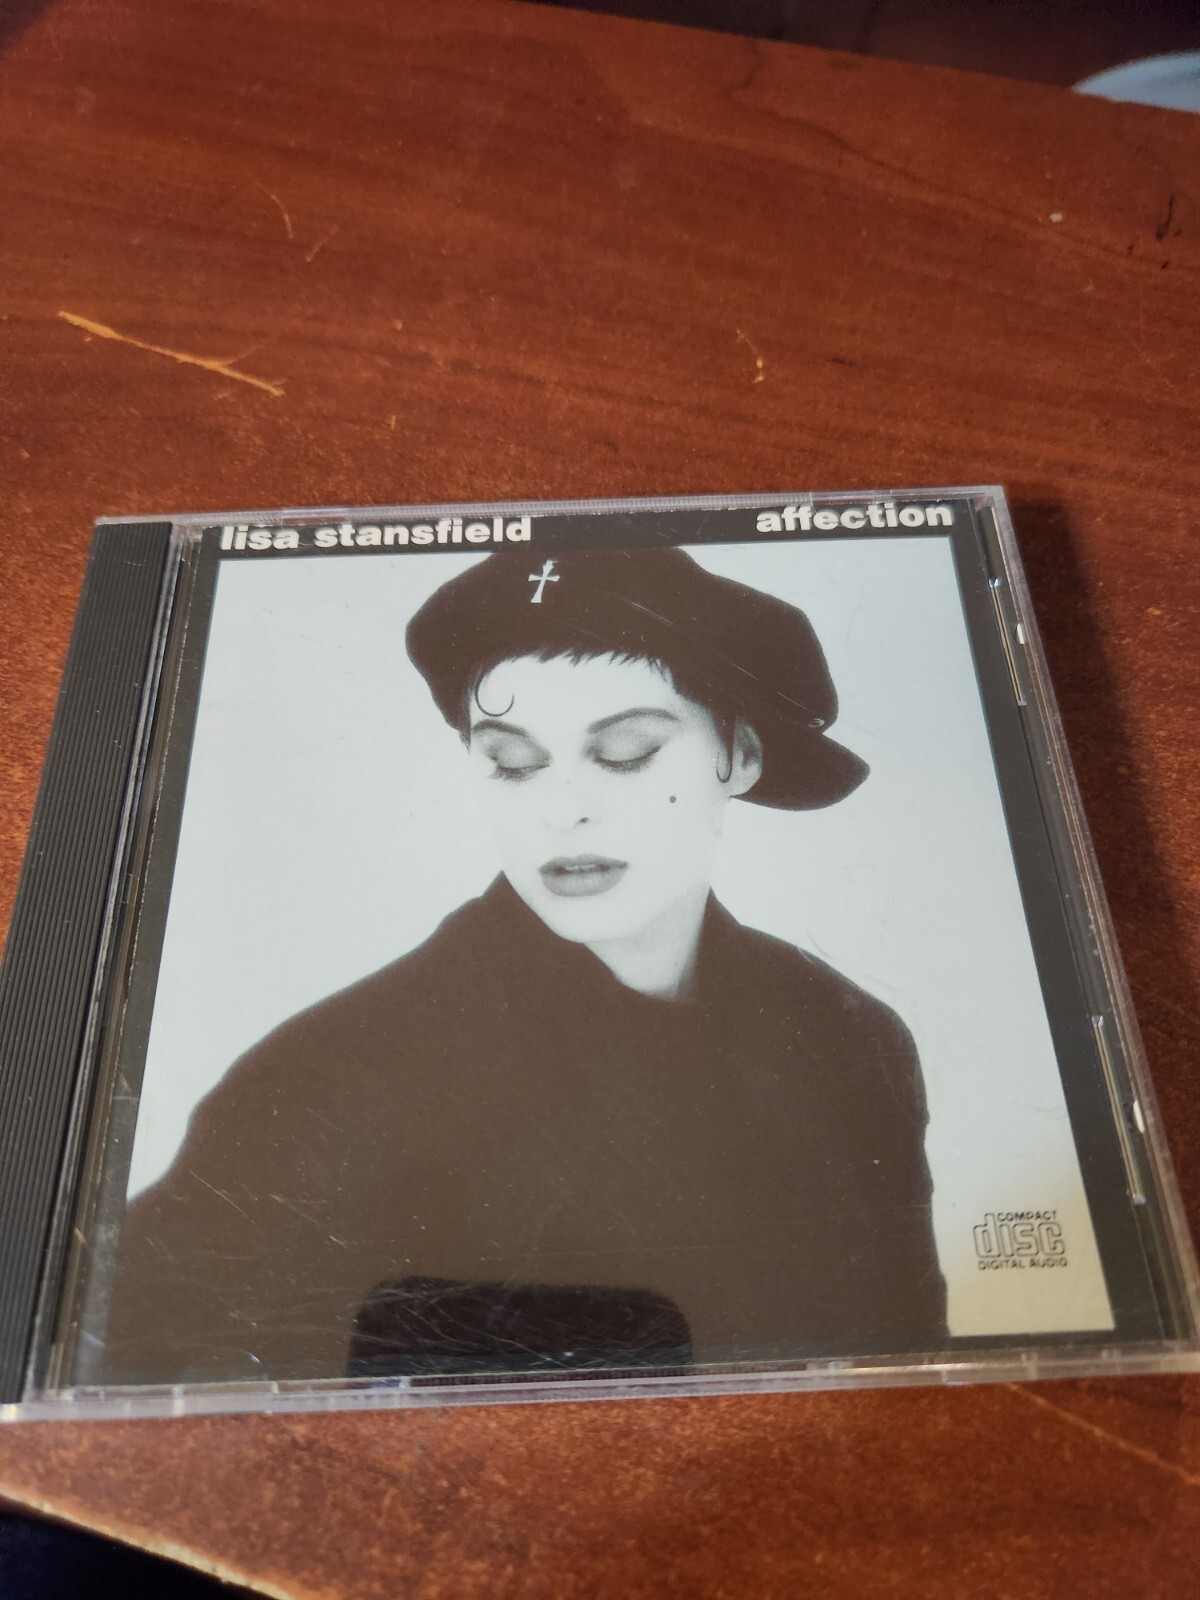 lisa stansfield
affection
COMPACT
disc
DIGITAL AUDIO